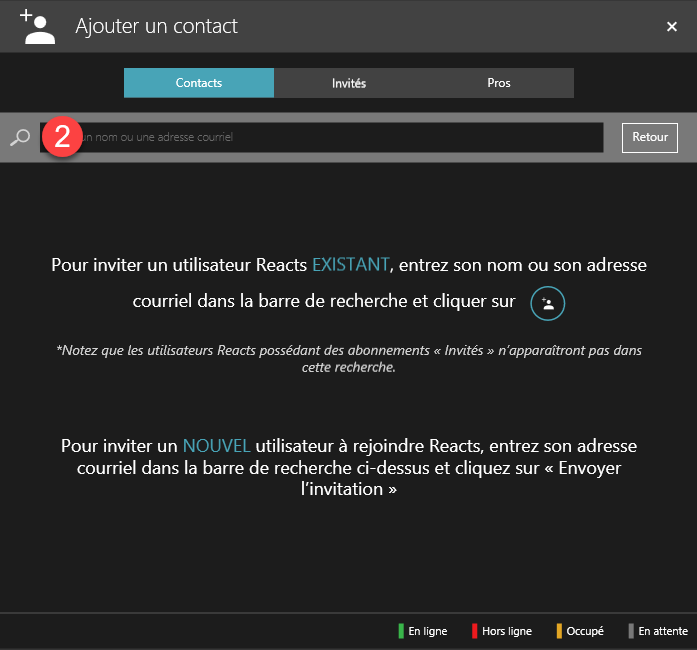 Ajouter un contact
Contacts
Invités
Pros
2
un nom ou une adresse courriel
Retour
Pour inviter un utilisateur Reacts EXISTANT, entrez son nom ou son adresse
courriel dans la barre de recherche et cliquer sur
*Notez que les utilisateurs Reacts possédant des abonnements « Invités » n'apparaîtront pas dans
cette recherche.
Pour inviter un NOUVEL utilisateur à rejoindre Reacts, entrez son adresse
courriel dans la barre de recherche ci-dessus et cliquez sur « Envoyer
l'invitation »
En ligne
Hors ligne
Occupé
En attente